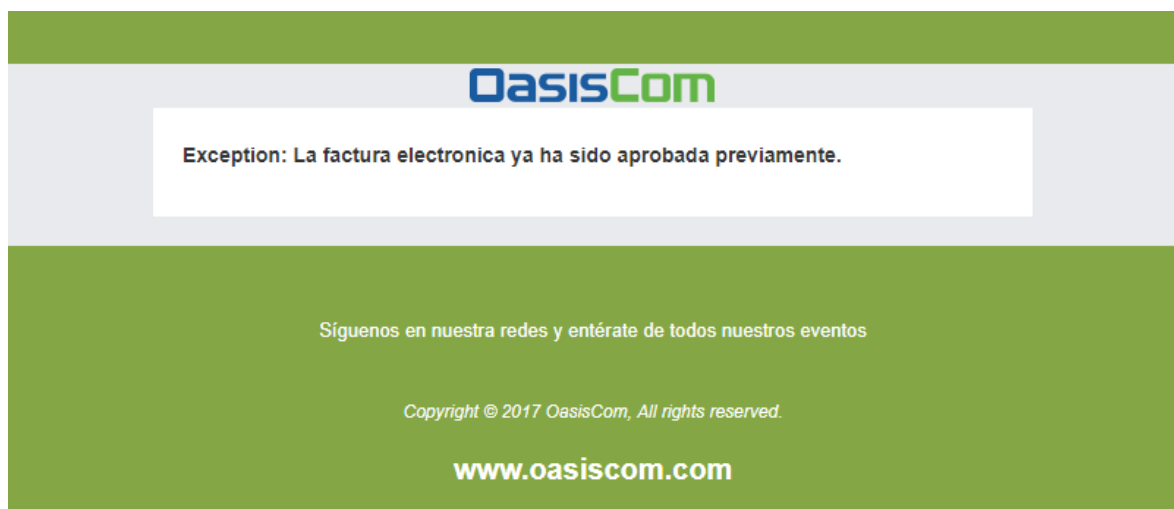 OasisCom
Exception: La factura electronica ya ha sido aprobada previamente.
Síguenos en nuestra redes y entérate de todos nuestros eventos
Copyright © 2017 OasisCom, All rights reserved.
www.oasiscom.com